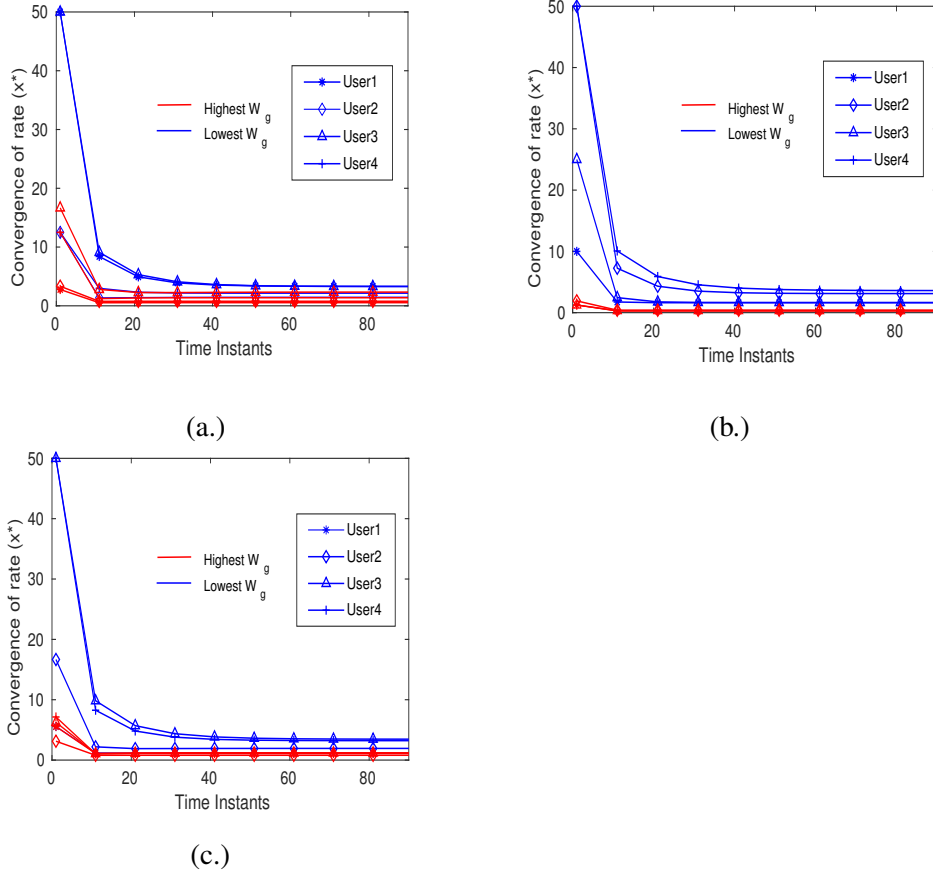 50
40
30
20
10
0
Convergence of rate (x*)
Highest W g
Lowest W g
User1
User2
User3
User4
0 20 40 60 80
Time Instants
(a.)
50
40
30
20
10
0
Convergence of rate (x*)
Highest W g
Lowest W g
User1
User2
User3
User4
0 20 40 60 80
Time Instants
(b.)
50
40
30
20
10
0
Convergence of rate (x*)
Highest W g
Lowest W g
User1
User2
User3
User4
0 20 40 60 80
Time Instants
(c.)